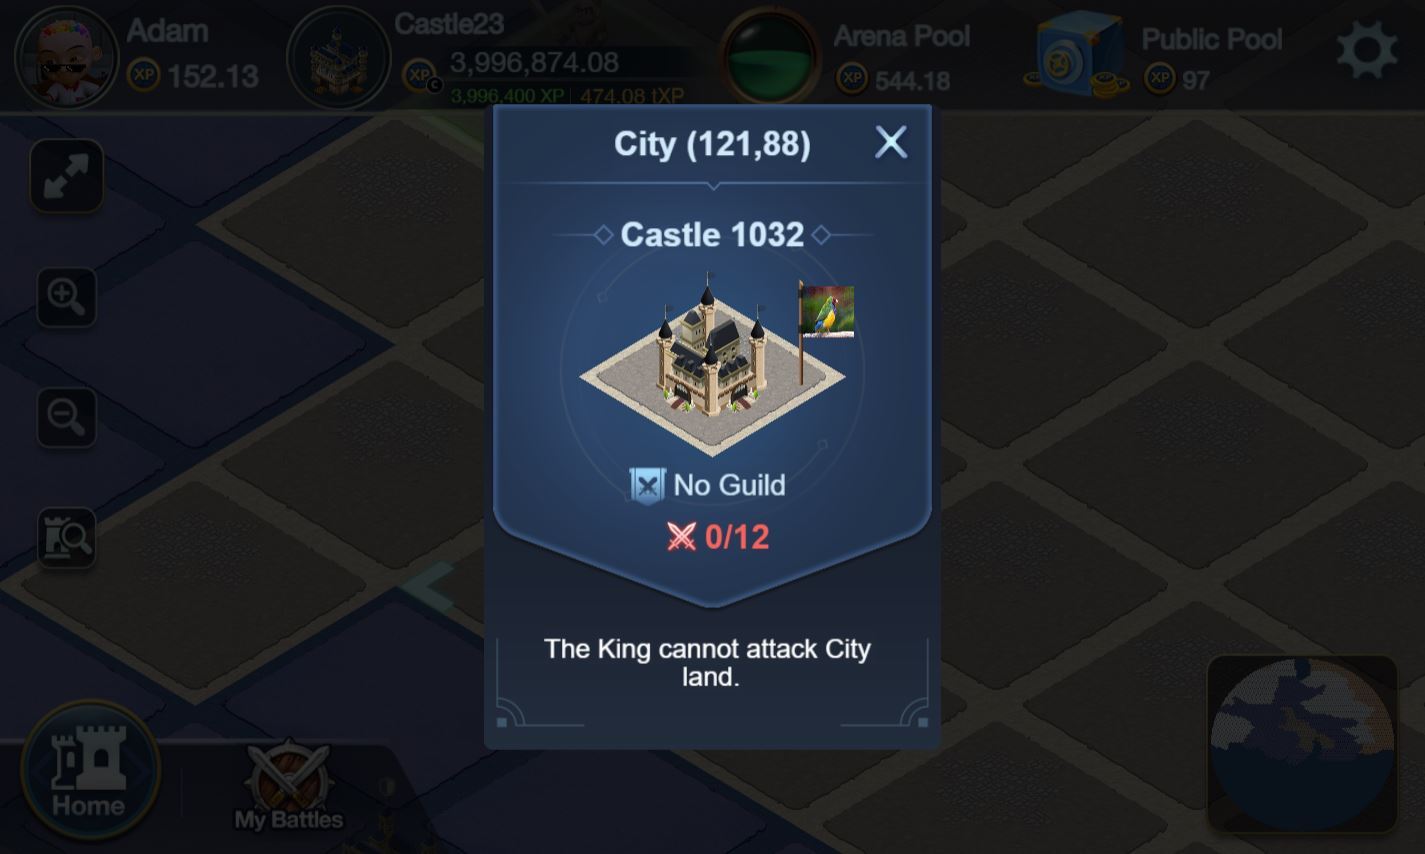 Adam
XP 152.13
Castle23
XP C 3,996,874.08
3,996,400 XP | 474.08 tXP
Arena Pool
XP 544.18
Public Pool
XP 97
City (121,88)
Castle 1032
No Guild
0/12
The King cannot attack City
land.
Home
My Battles